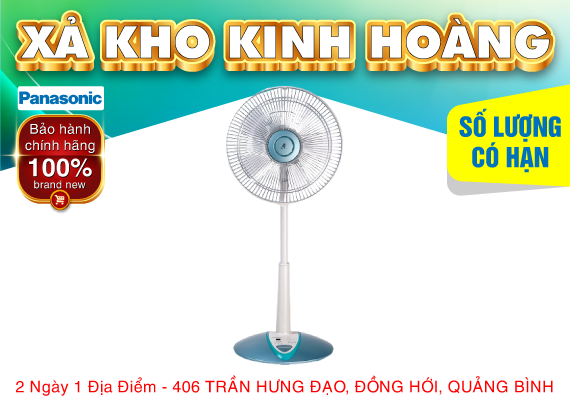 XẢ KHO KINH HOÀNG
Panasonic
Bảo hành
chính hãng
100%
brand new
SỐ LƯỢNG
CÓ HẠN
2 Ngày 1 Địa Điểm - 406 TRẦN HƯNG ĐẠO, ĐỒNG HỚI, QUẢNG BÌNH